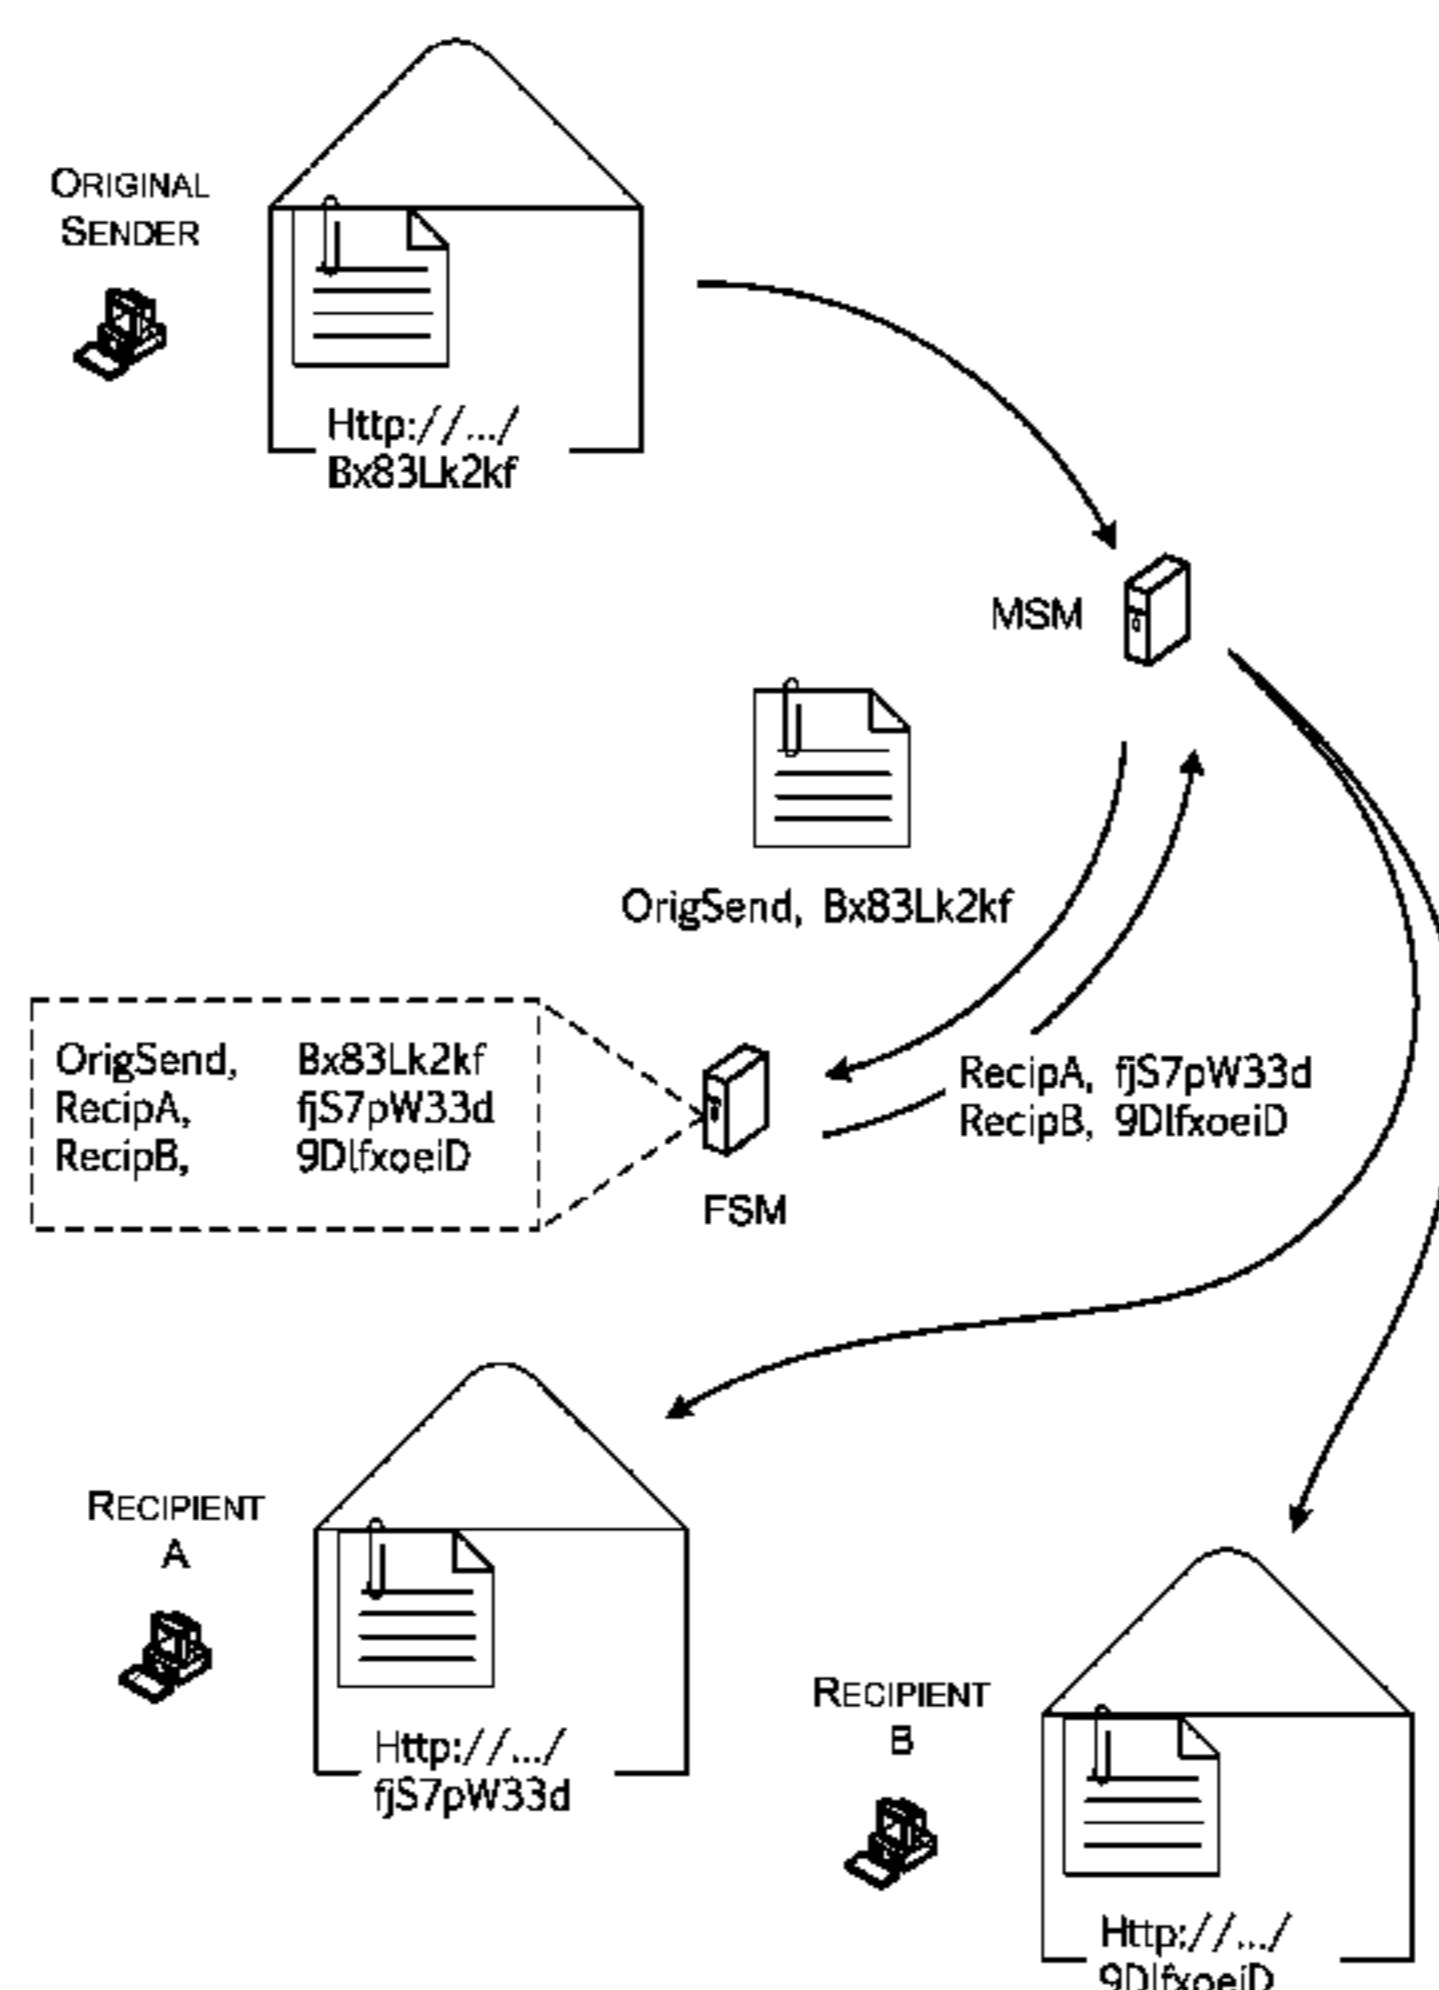 ORIGINAL
SENDER
Http://.../
Bx83Lk2kf
MSM
OrigSend, Bx83Lk2kf
OrigSend, Bx83Lk2kf
RecipA, fjS7pW33d
RecipB, 9DlfxoeiD
RecipA, fjS7pW33d
RecipB, 9DlfxoeiD
FSM
RECIPIENT
A
Http://.../
fjS7pW33d
RECIPIENT
B
Http://.../
9DlfxoeiD